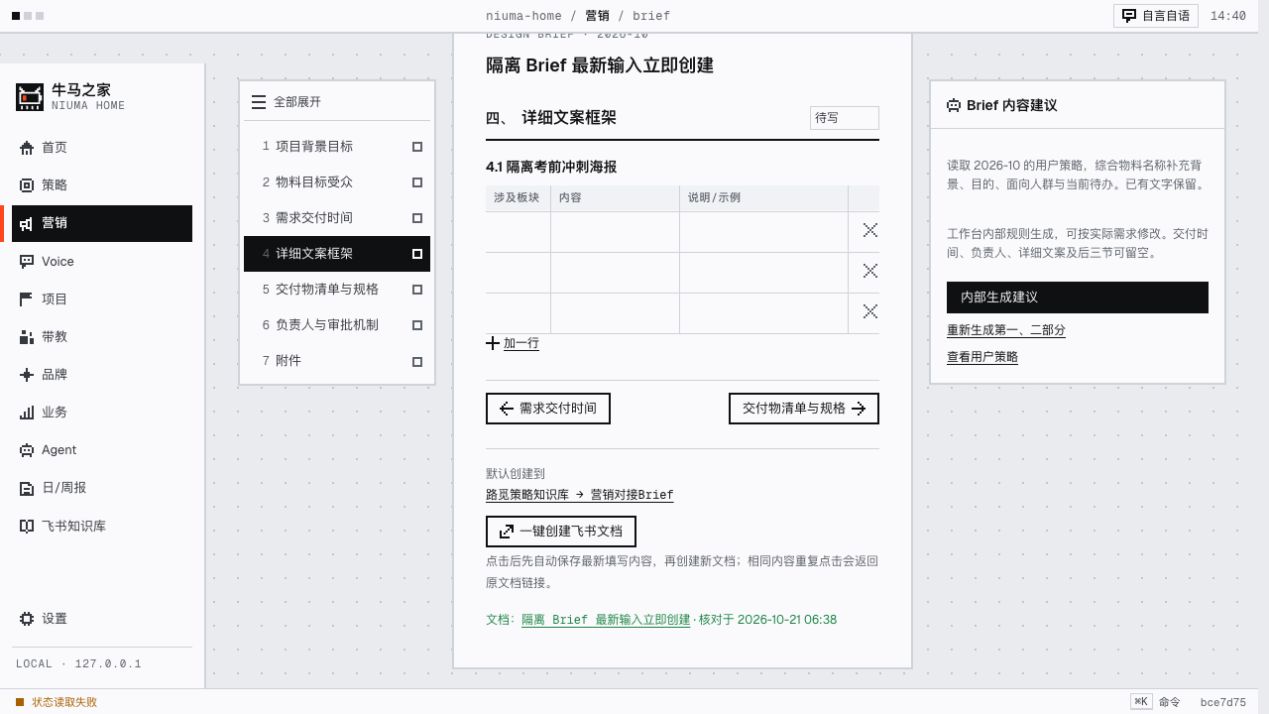 niuma-home / 营销 / brief
自言自语
14:40
牛马之家
NIUMA HOME
首页
策略
营销
Voice
项目
带教
品牌
业务
Agent
日/周报
飞书知识库
设置
LOCAL · 127.0.0.1
全部展开
1 项目背景目标
2 物料目标受众
3 需求交付时间
4 详细文案框架
5 交付物清单与规格
6 负责人与审批机制
7 附件
DESIGN BRIEF · 2026-10
隔离 Brief 最新输入立即创建
四、 详细文案框架
待写
4.1 隔离考前冲刺海报
涉及板块 内容 说明/示例
加一行
需求交付时间
交付物清单与规格
默认创建到
路觅策略知识库 → 营销对接Brief
一键创建飞书文档
点击后先自动保存最新填写内容，再创建新文档；相同内容重复点击会返回
原文档链接。
文档：隔离 Brief 最新输入立即创建 · 核对于 2026-10-21 06:38
Brief 内容建议
读取 2026-10 的用户策略，综合物料名称补充背
景、目的、面向人群与当前待办。已有文字保留。
工作台内部规则生成，可按实际需求修改。交付时
间、负责人、详细文案及后三节可留空。
内部生成建议
重新生成第一、二部分
查看用户策略
状态读取失败
⌘K 命令
bce7d75